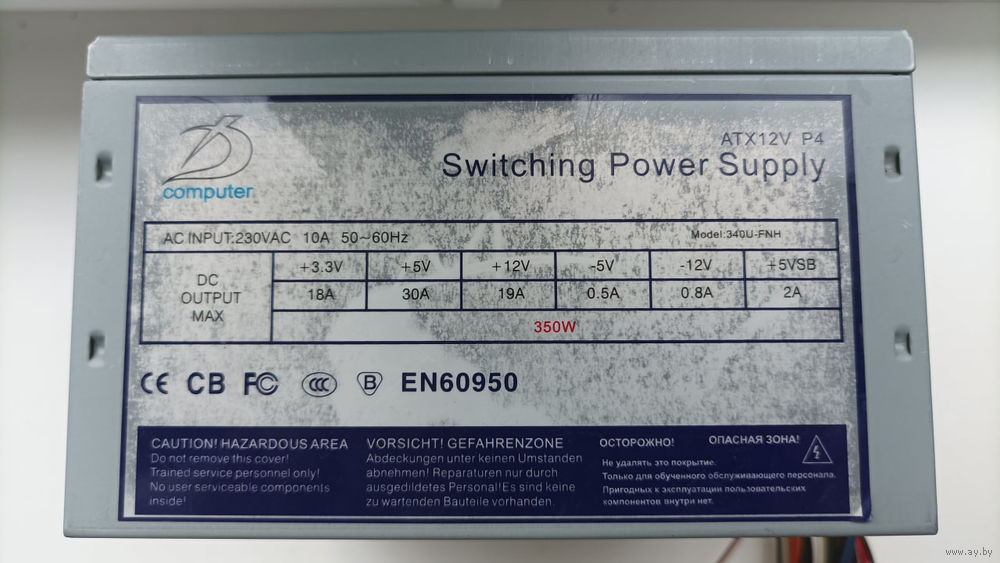 computer
ATX12V P4
Switching Power Supply
AC INPUT:230VAC 10A 50~60Hz
Model:340U-FNH
DC OUTPUT MAX
+3.3V +5V +12V -5V -12V +5VSB
18A 30A 19A 0.5A 0.8A 2A
350W
CE CB FC CCC B EN60950
CAUTION! HAZARDOUS AREA
Do not remove this cover!
Trained service personnel only!
No user serviceable components
inside!
VORSICHT! GEFAHRENZONE
Abdeckungen unter keinen Umstanden
abnehmen! Reparaturen nur durch
ausgedildetes Personal! Es sind keine
zu wartenden Bauteile vorhanden.
ОСТОРОЖНО! ОПАСНАЯ ЗОНА!
Не удалять это покрытие.
Только для обученного обслуживающего персонала.
Пригодных к эксплуатации пользовательских
компонентов внутри нет.
www.ay.by